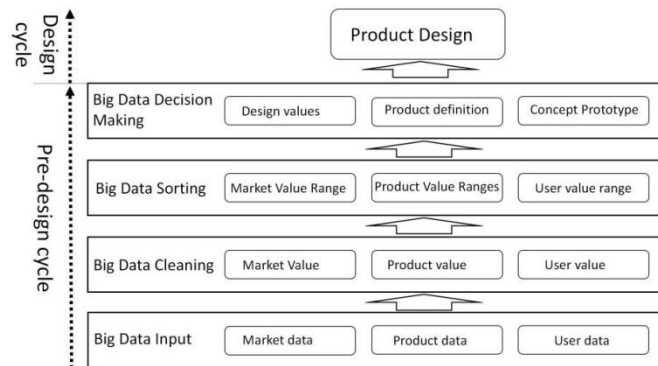 Design
cycle
Product Design
Pre-design cycle
Big Data Decision
Making
Design values
Product definition
Concept Prototype
Big Data Sorting
Market Value Range
Product Value Ranges
User value range
Big Data Cleaning
Market Value
Product value
User value
Big Data Input
Market data
Product data
User data